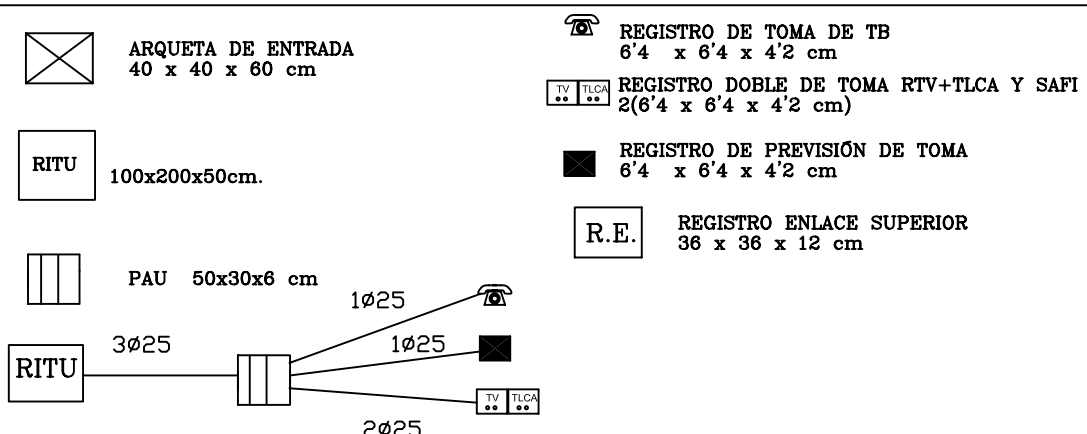 ARQUETA DE ENTRADA
40 x 40 x 60 cm
RITU
100x200x50cm.
PAU 50x30x6 cm
REGISTRO DE TOMA DE TB
6'4 x 6'4 x 4'2 cm
TV TLCA
REGISTRO DOBLE DE TOMA RTV+TLCA Y SAFI
2(6'4 x 6'4 x 4'2 cm)
REGISTRO DE PREVISIÓN DE TOMA
6'4 x 6'4 x 4'2 cm
R.E.
REGISTRO ENLACE SUPERIOR
36 x 36 x 12 cm
RITU
3ø25
1ø25
1ø25
2ø25
TV TLCA